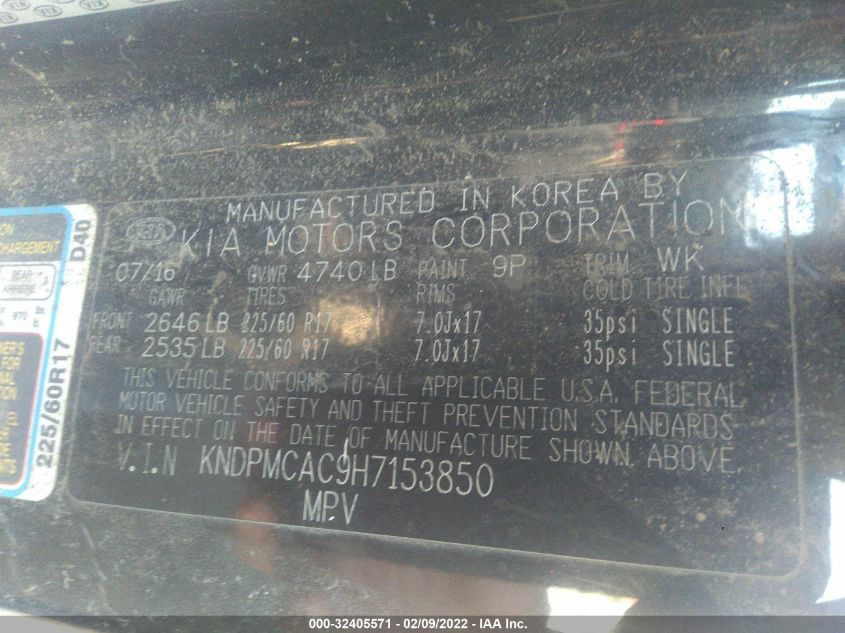 MANUFACTURED IN KOREA BY
KIA KIA MOTORS CORPORATION
07/16 GVWR 4740 LB PAINT 9P TRIM WK
GAWR TIRES RIMS COLD TIRE INFL
FRONT 2646 LB 225/60 R17 7.0Jx17 35psi SINGLE
REAR 2535 LB 225/60 R17 7.0Jx17 35psi SINGLE
THIS VEHICLE CONFORMS TO ALL APPLICABLE U.S.A. FEDERAL
MOTOR VEHICLE SAFETY AND THEFT PREVENTION STANDARDS
IN EFFECT ON THE DATE OF MANUFACTURE SHOWN ABOVE.
V.I.N KNDPMCAC9H7153850
MPV
D40
CHARGEMENT
REAR
ARRIÈRE
225/60R17
000-32405571 - 02/09/2022 - IAA Inc.